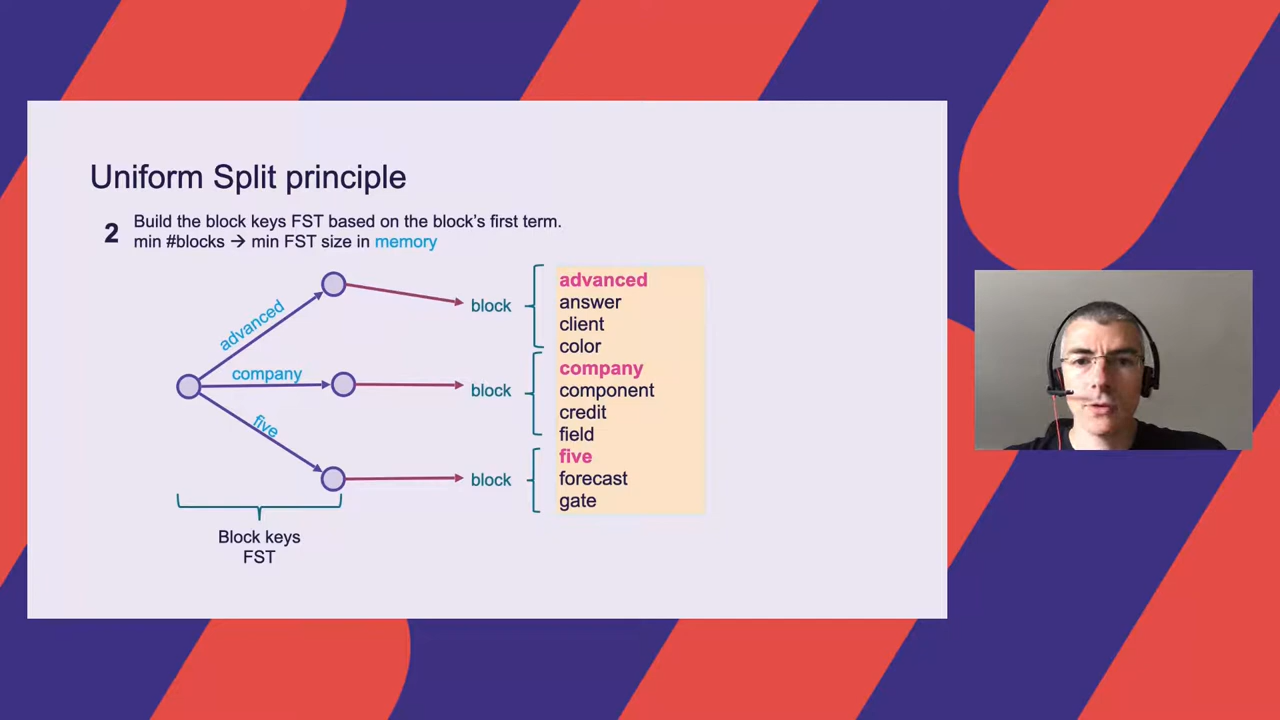 Uniform Split principle
2
Build the block keys FST based on the block's first term.
min #blocks → min FST size in memory
advanced
company
five
block
block
block
advanced
answer
client
color
company
component
credit
field
five
forecast
gate
Block keys
FST